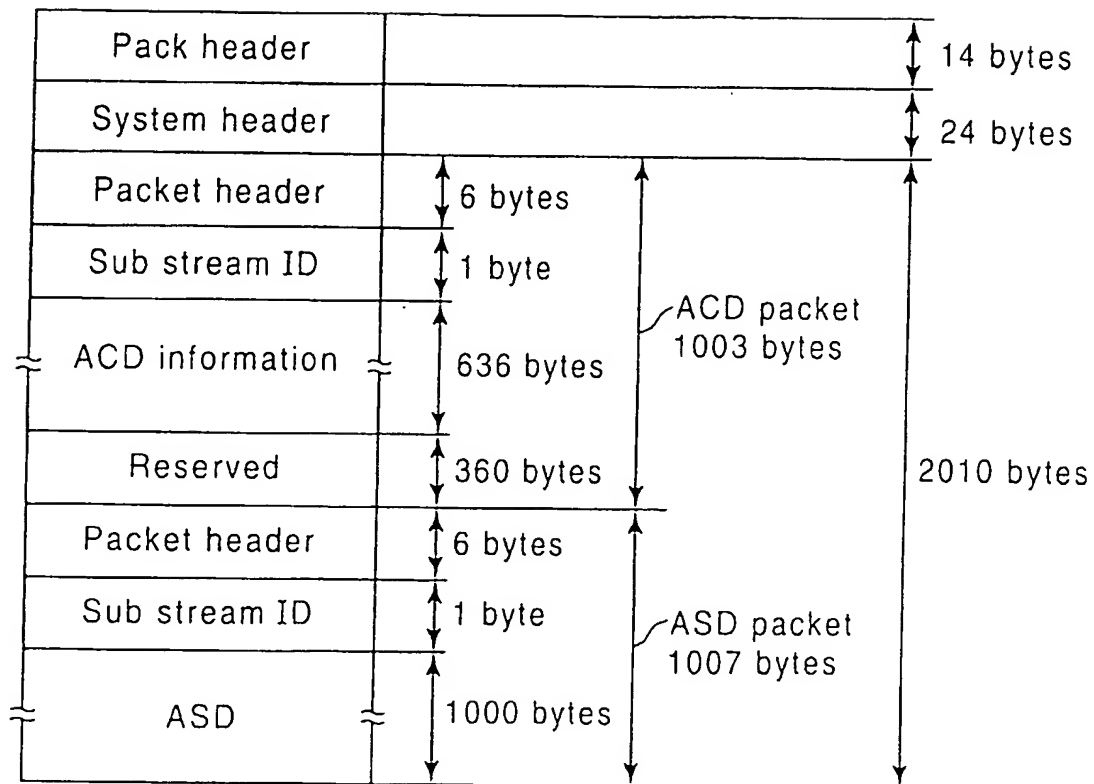 Pack header
14 bytes
System header
24 bytes
Packet header
6 bytes
Sub stream ID
1 byte
ACD information
636 bytes
ACD packet
1003 bytes
Reserved
360 bytes
2010 bytes
Packet header
6 bytes
Sub stream ID
1 byte
ASD packet
1007 bytes
ASD
1000 bytes